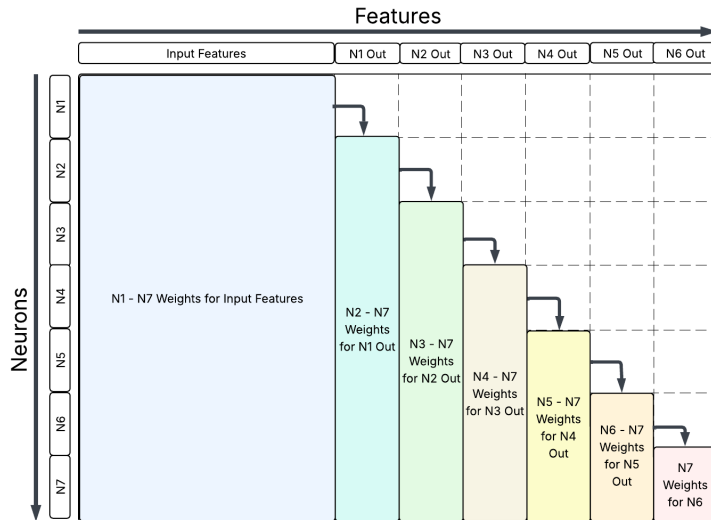 Features
Input Features
N1 Out
N2 Out
N3 Out
N4 Out
N5 Out
N6 Out
Neurons
N1
N2
N3
N4
N5
N6
N7
N1 - N7 Weights for Input Features
N2 - N7
Weights
for N1 Out
N3 - N7
Weights
for N2 Out
N4 - N7
Weights
for N3 Out
N5 - N7
Weights
for N4
Out
N6 - N7
Weights
for N5
Out
N7
Weights
for N6